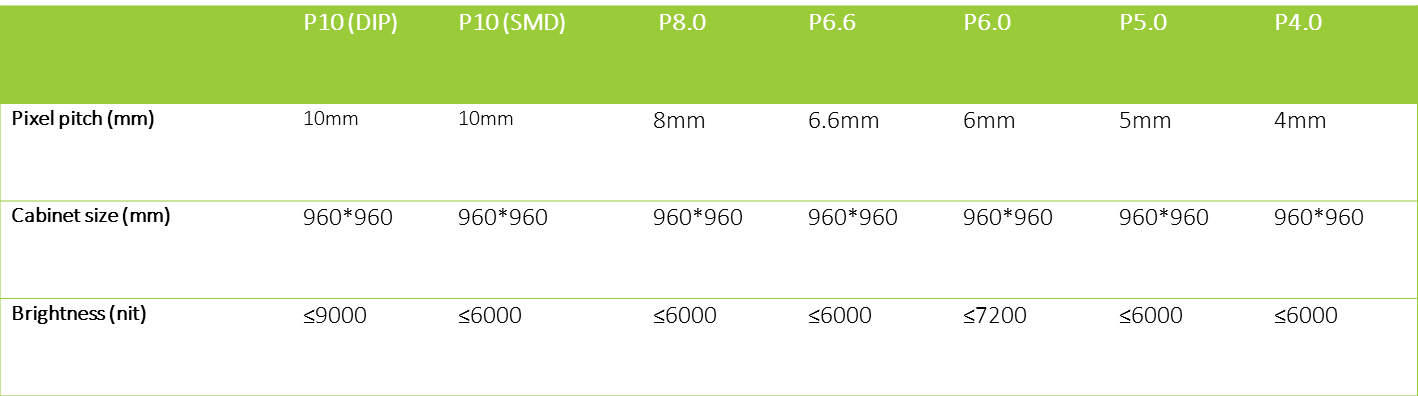 P10 (DIP) P10 (SMD) P8.0 P6.6 P6.0 P5.0 P4.0
Pixel pitch (mm) 10mm 10mm 8mm 6.6mm 6mm 5mm 4mm
Cabinet size (mm) 960*960 960*960 960*960 960*960 960*960 960*960 960*960
Brightness (nit) ≤9000 ≤6000 ≤6000 ≤6000 ≤7200 ≤6000 ≤6000